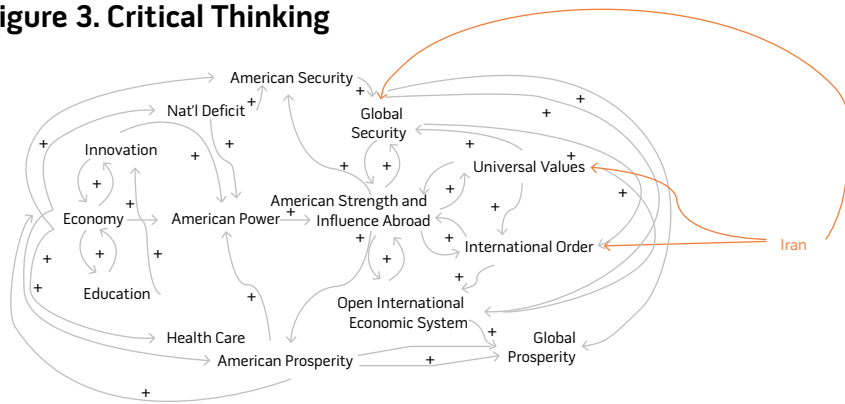 igure 3. Critical Thinking
American Security
+
Nat'l Deficit
+
+
Global
Security
+
+
+
Innovation
+
+
+
+
+
Universal Values
+
+
+
+
American Strength and
Influence Abroad
+
Economy
American Power
+
+
+
+
International Order
Iran
+
+
+
+
+
Education
+
+
Open International
Economic System
+
Health Care
Global
Prosperity
American Prosperity
+
+